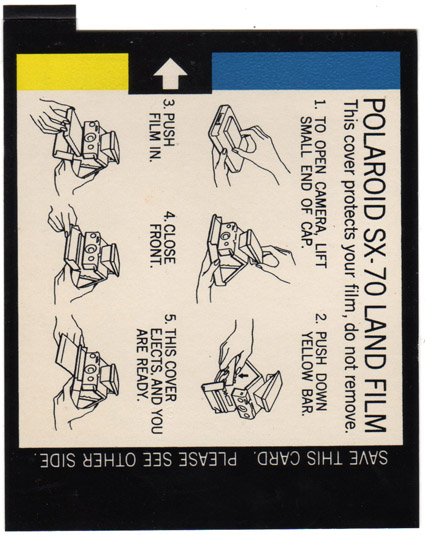 POLAROID SX-70 LAND FILM
This cover protects your film, do not remove.
1. TO OPEN CAMERA, LIFT
SMALL END OF CAP.
2. PUSH DOWN
YELLOW BAR.
3. PUSH
FILM IN.
4. CLOSE
FRONT.
5. THIS COVER
EJECTS, AND YOU
ARE READY.
SAVE THIS CARD. PLEASE SEE OTHER SIDE.